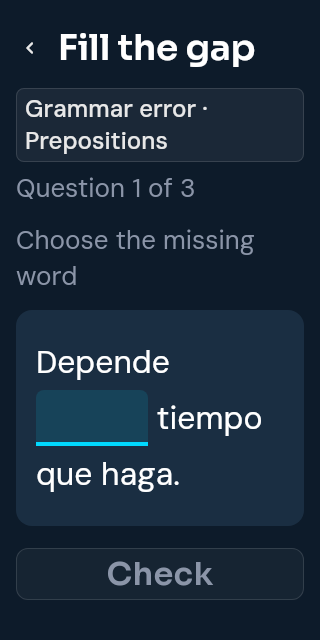 Fill the gap
Grammar error ·
Prepositions
Question 1 of 3
Choose the missing
word
Depende
tiempo
que haga.
Check